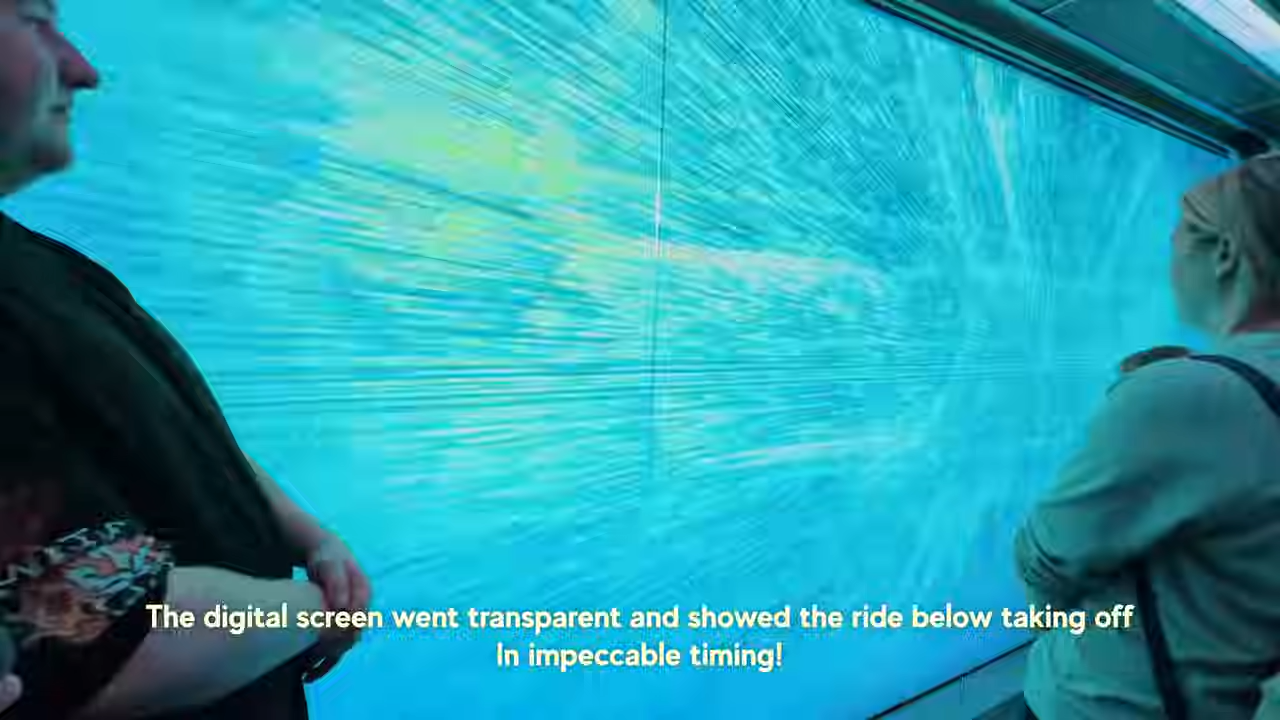 The digital screen went transparent and showed the ride below taking off
In impeccable timing!